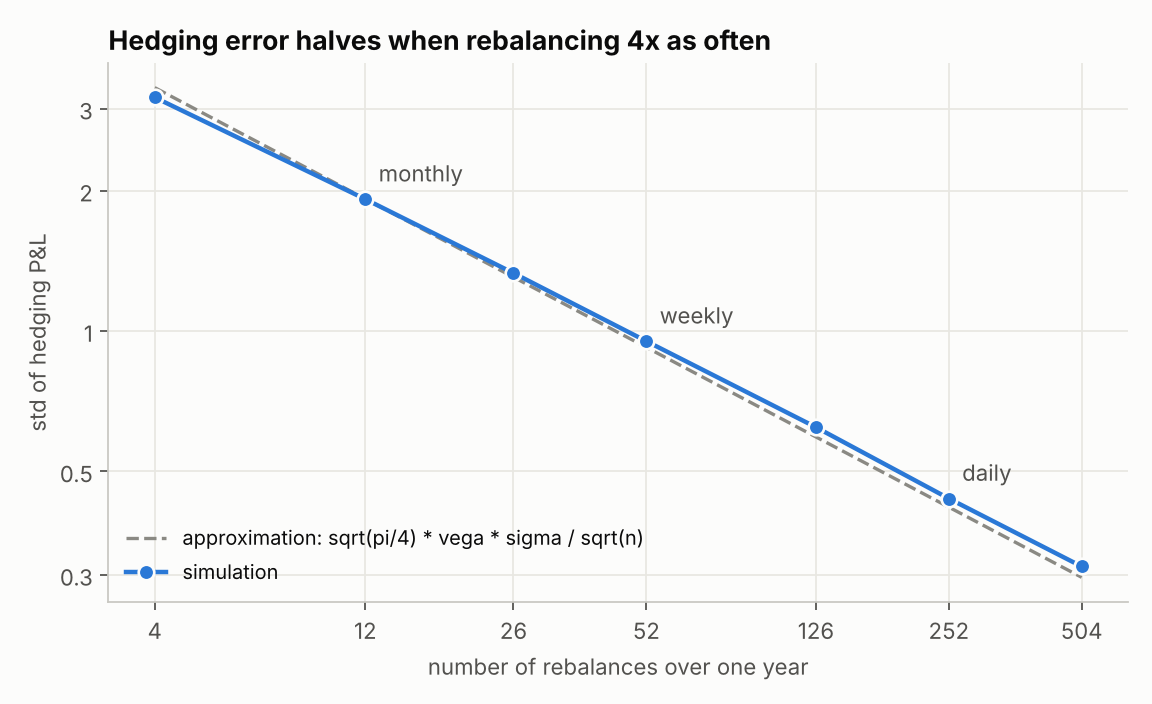 Hedging error halves when rebalancing 4x as often
std of hedging P&L
3
2
1
0.5
0.3
monthly
weekly
daily
approximation: sqrt(pi/4) * vega * sigma / sqrt(n)
simulation
4 12 26 52 126 252 504
number of rebalances over one year